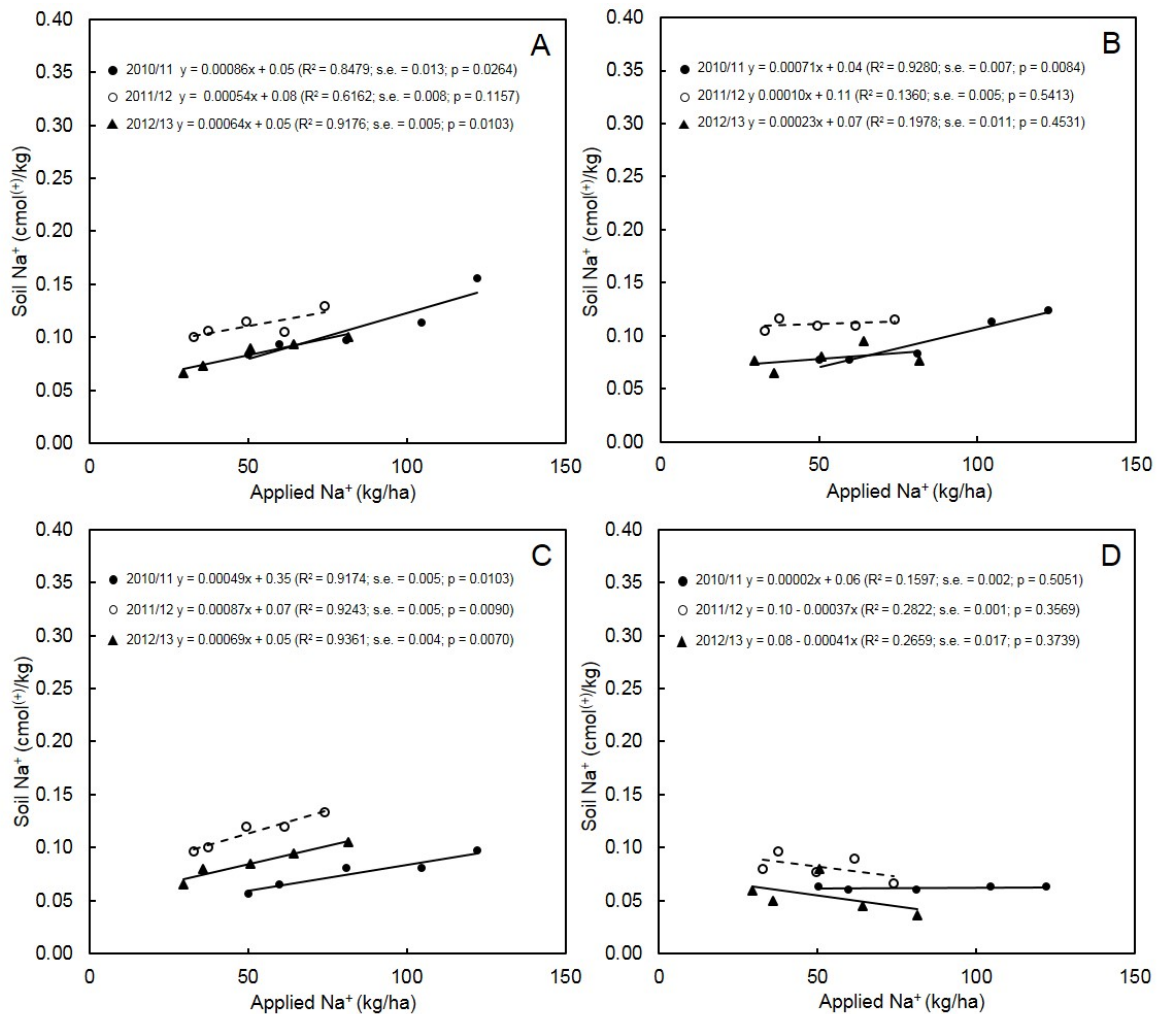 A
2010/11 y = 0.00086x + 0.05 (R² = 0.8479; s.e. = 0.013; p = 0.0264)
2011/12 y = 0.00054x + 0.08 (R² = 0.6162; s.e. = 0.008; p = 0.1157)
2012/13 y = 0.00064x + 0.05 (R² = 0.9176; s.e. = 0.005; p = 0.0103)
0.40
0.35
0.30
0.25
0.20
0.15
0.10
0.05
0.00
Soil Na⁺ (cmol⁽⁺⁾/kg)
0 50 100 150
Applied Na⁺ (kg/ha)
B
2010/11 y = 0.00071x + 0.04 (R² = 0.9280; s.e. = 0.007; p = 0.0084)
2011/12 y 0.00010x + 0.11 (R² = 0.1360; s.e. = 0.005; p = 0.5413)
2012/13 y = 0.00023x + 0.07 (R² = 0.1978; s.e. = 0.011; p = 0.4531)
0.40
0.35
0.30
0.25
0.20
0.15
0.10
0.05
0.00
Soil Na⁺ (cmol⁽⁺⁾/kg)
0 50 100 150
Applied Na⁺ (kg/ha)
C
2010/11 y = 0.00049x + 0.35 (R² = 0.9174; s.e. = 0.005; p = 0.0103)
2011/12 y = 0.00087x + 0.07 (R² = 0.9243; s.e. = 0.005; p = 0.0090)
2012/13 y = 0.00069x + 0.05 (R² = 0.9361; s.e. = 0.004; p = 0.0070)
0.40
0.35
0.30
0.25
0.20
0.15
0.10
0.05
0.00
Soil Na⁺ (cmol⁽⁺⁾/kg)
0 50 100 150
Applied Na⁺ (kg/ha)
D
2010/11 y = 0.00002x + 0.06 (R² = 0.1597; s.e. = 0.002; p = 0.5051)
2011/12 y = 0.10 - 0.00037x (R² = 0.2822; s.e. = 0.001; p = 0.3569)
2012/13 y = 0.08 - 0.00041x (R² = 0.2659; s.e. = 0.017; p = 0.3739)
0.40
0.35
0.30
0.25
0.20
0.15
0.10
0.05
0.00
Soil Na⁺ (cmol⁽⁺⁾/kg)
0 50 100 150
Applied Na⁺ (kg/ha)